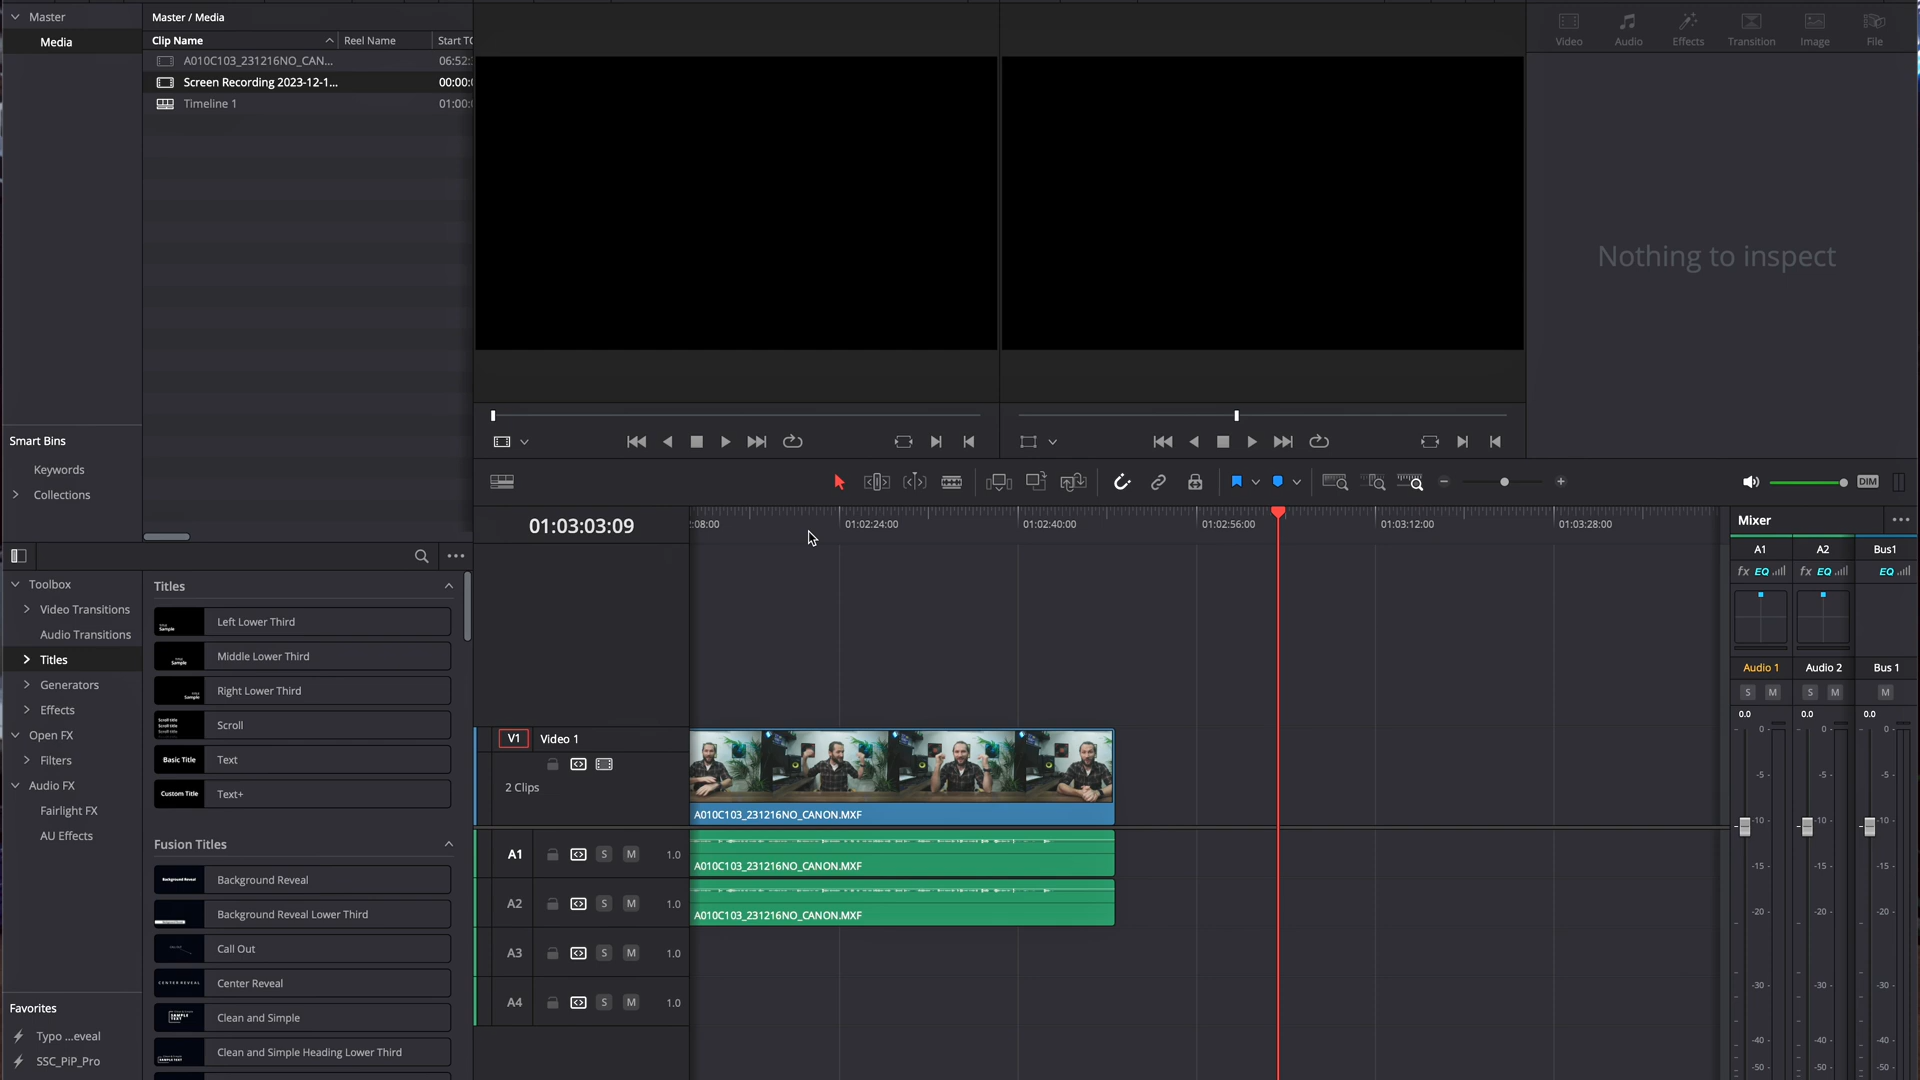 Master
Media
Master / Media
Clip Name
Reel Name
Start TC
A010C103_231216NO_CAN...
06:52:
Screen Recording 2023-12-1...
00:00:
Timeline 1
01:00:
Smart Bins
Keywords
Collections
Video
Audio
Effects
Transition
Image
File
Nothing to inspect
DIM
Toolbox
Video Transitions
Audio Transitions
Titles
Generators
Effects
Open FX
Filters
Audio FX
Fairlight FX
AU Effects
Favorites
Typo ...eveal
SSC_PiP_Pro
Titles
Left Lower Third
Middle Lower Third
Right Lower Third
Scroll
Basic Title
Text
Custom Title
Text+
Fusion Titles
Background Reveal
Background Reveal Lower Third
Call Out
CENTER REVEAL
Center Reveal
Clean and Simple
Clean and Simple Heading Lower Third
01:03:03:09
:08:00
01:02:24:00
01:02:40:00
01:02:56:00
01:03:12:00
01:03:28:00
V1
Video 1
2 Clips
A010C103_231216NO_CANON.MXF
A1
S
M
1.0
A010C103_231216NO_CANON.MXF
A2
S
M
1.0
A010C103_231216NO_CANON.MXF
A3
S
M
1.0
A4
S
M
1.0
Mixer
A1
A2
Bus1
fx EQ
fx EQ
EQ
Audio 1
Audio 2
Bus 1
S M
S M
M
0.0
0.0
0.0
0-
0-
0-
-5-
-5-
-5-
-10-
-10-
-10-
-15-
-15-
-15-
-20-
-20-
-20-
-30-
-30-
-30-
-40-
-40-
-40-
-50-
-50-
-50-